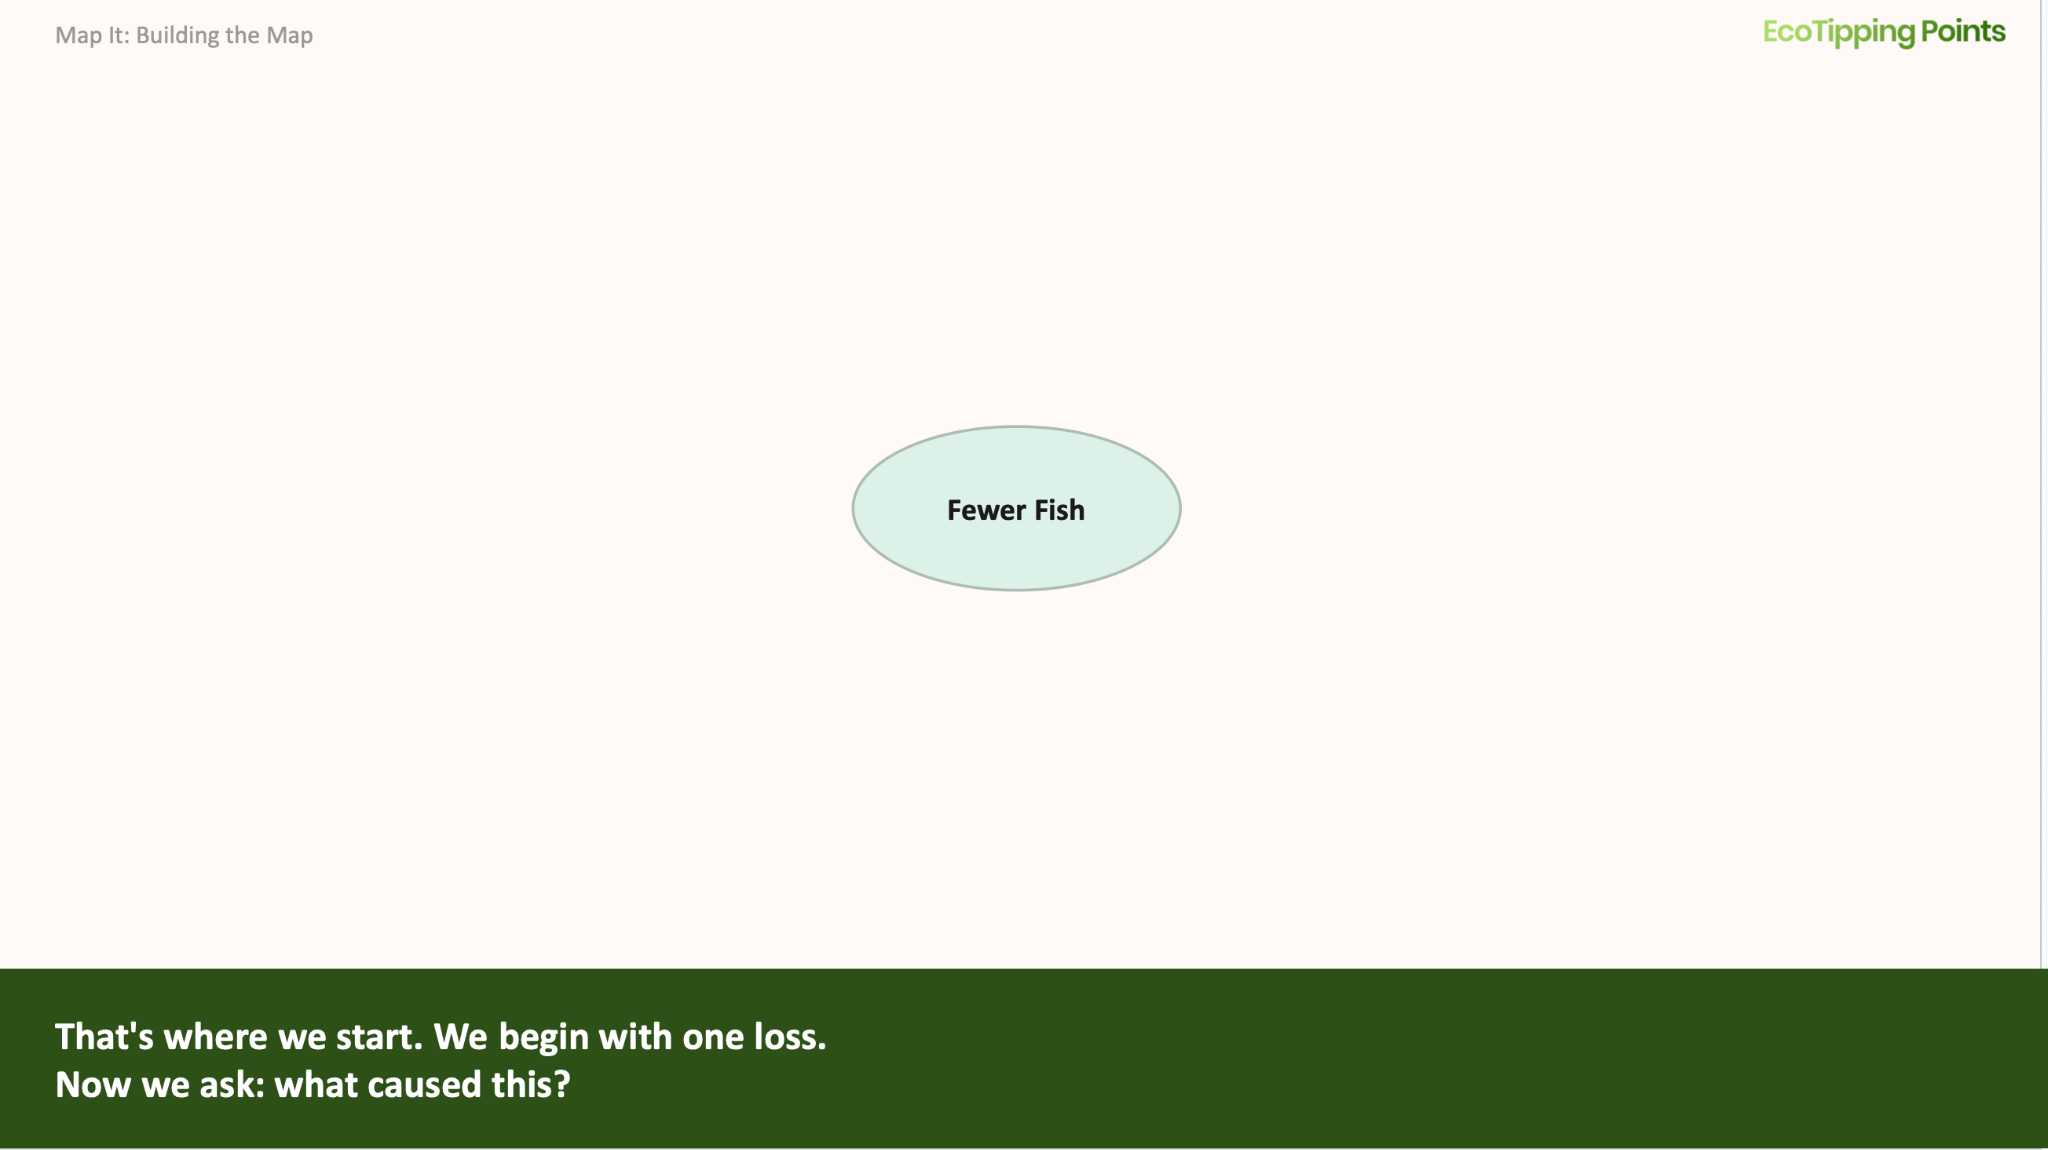 Map It: Building the Map
EcoTipping Points
Fewer Fish
That's where we start. We begin with one loss.
Now we ask: what caused this?